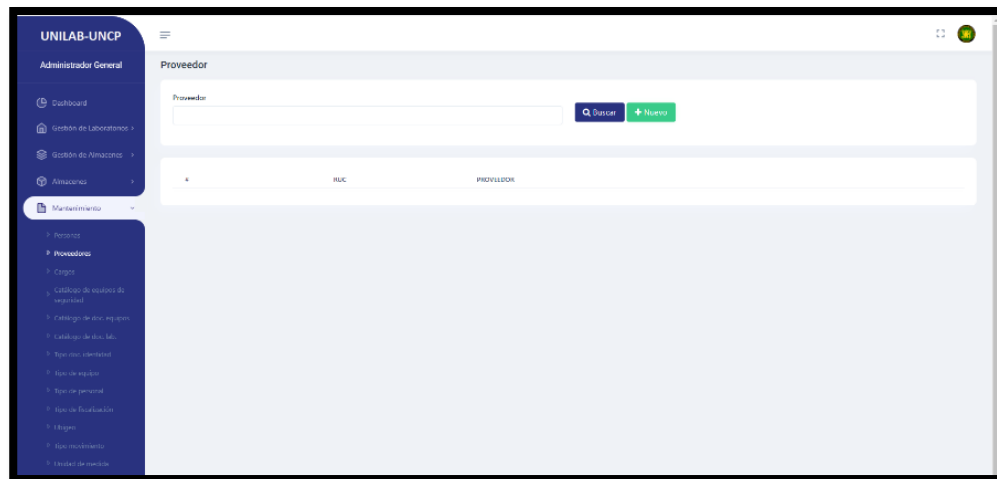 UNILAB-UNCP
Administrador General
Dashboard
Gestión de Laboratorios
Gestión de Almacenes
Almacenes
Mantenimiento
Personas
Proveedores
Cargos
Catálogo de equipos de
seguridad
Catálogo de doc. equipos
Catálogo de doc. lab.
Tipo doc. identidad
Tipo de equipo
Tipo de personal
Tipo de fiscalización
Ubigeo
Tipo movimiento
Unidad de medida
Proveedor
Proveedor
Buscar
+ Nuevo
#
RUC
PROVEEDOR